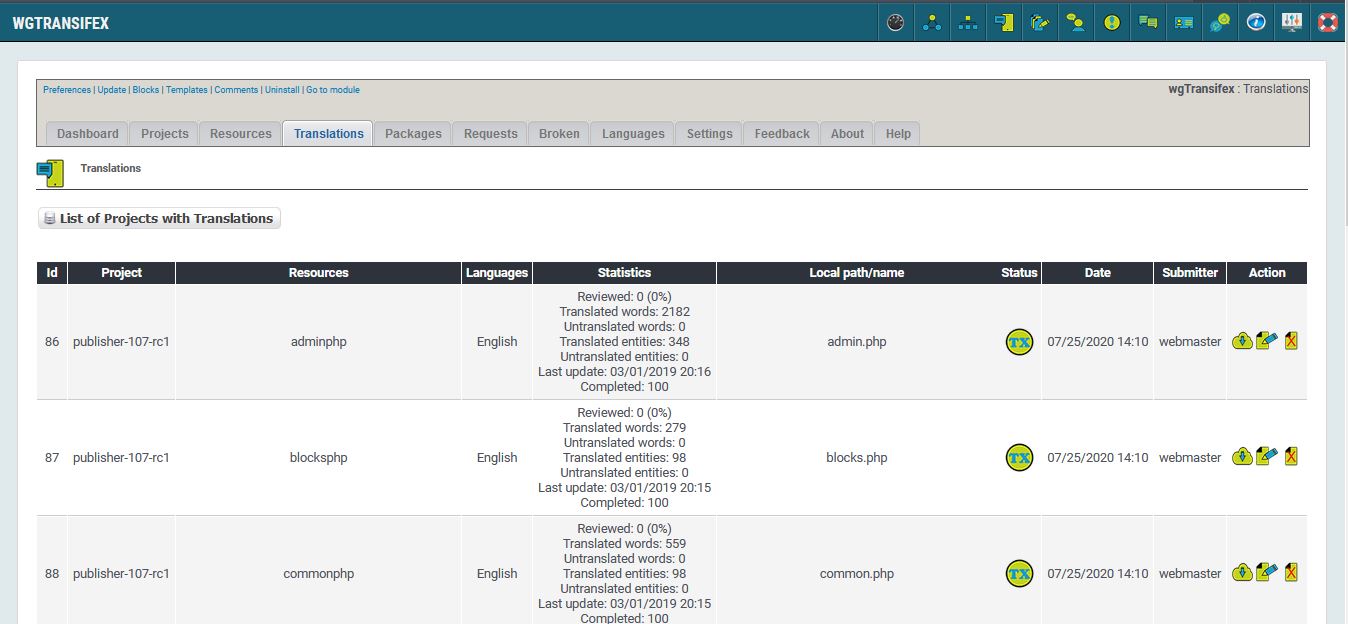 WGTRANSIFEX
Preferences | Update | Blocks | Templates | Comments | Uninstall | Go to module
wgTransifex : Translations
Dashboard Projects Resources Translations Packages Requests Broken Languages Settings Feedback About Help
Translations
List of Projects with Translations
Id Project Resources Languages Statistics Local path/name Status Date Submitter Action
Reviewed: 0 (0%)
Translated words: 2182
Untranslated words: 0
86 publisher-107-rc1 adminphp English Translated entities: 348 admin.php TX 07/25/2020 14:10 webmaster
Untranslated entities: 0
Last update: 03/01/2019 20:16
Completed: 100
Reviewed: 0 (0%)
Translated words: 279
Untranslated words: 0
87 publisher-107-rc1 blocksphp English Translated entities: 98 blocks.php TX 07/25/2020 14:10 webmaster
Untranslated entities: 0
Last update: 03/01/2019 20:15
Completed: 100
Reviewed: 0 (0%)
Translated words: 559
Untranslated words: 0
88 publisher-107-rc1 commonphp English Translated entities: 98 common.php TX 07/25/2020 14:10 webmaster
Untranslated entities: 0
Last update: 03/01/2019 20:15
Completed: 100